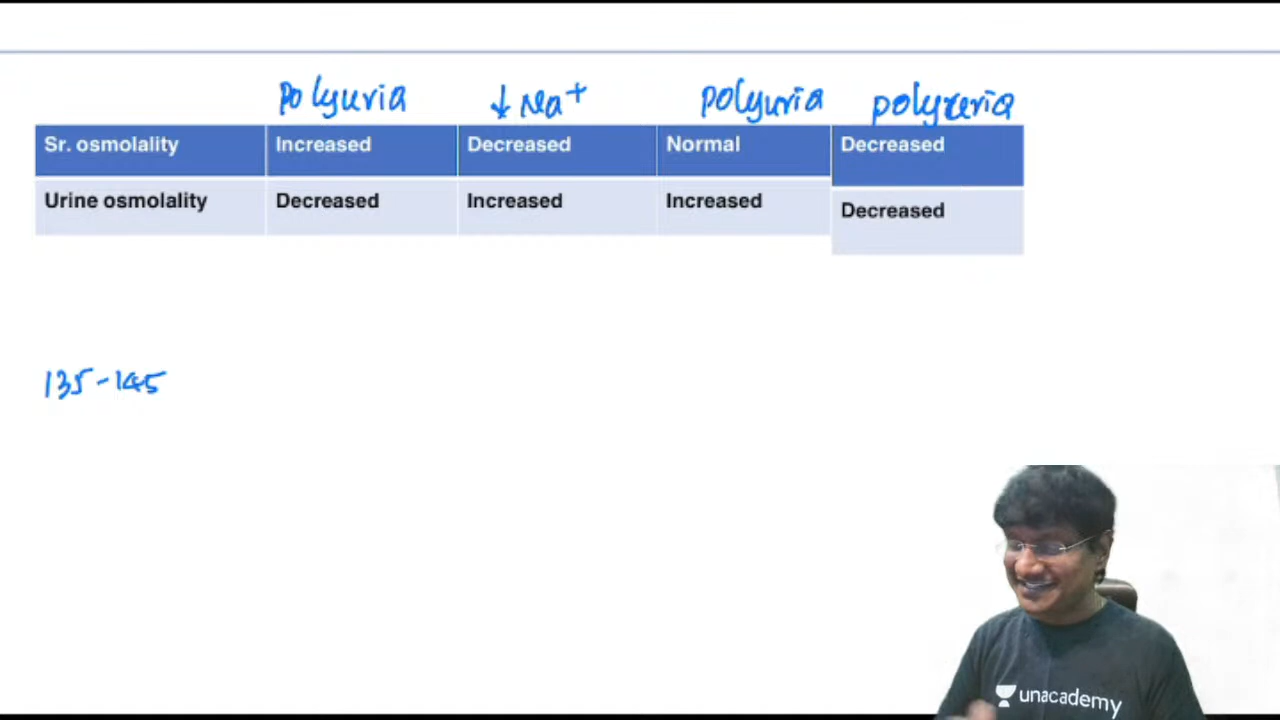 polyuria ↓ Na+ polyuria polyuria
Sr. osmolality Increased Decreased Normal Decreased
Urine osmolality Decreased Increased Increased Decreased
135-145
unacademy